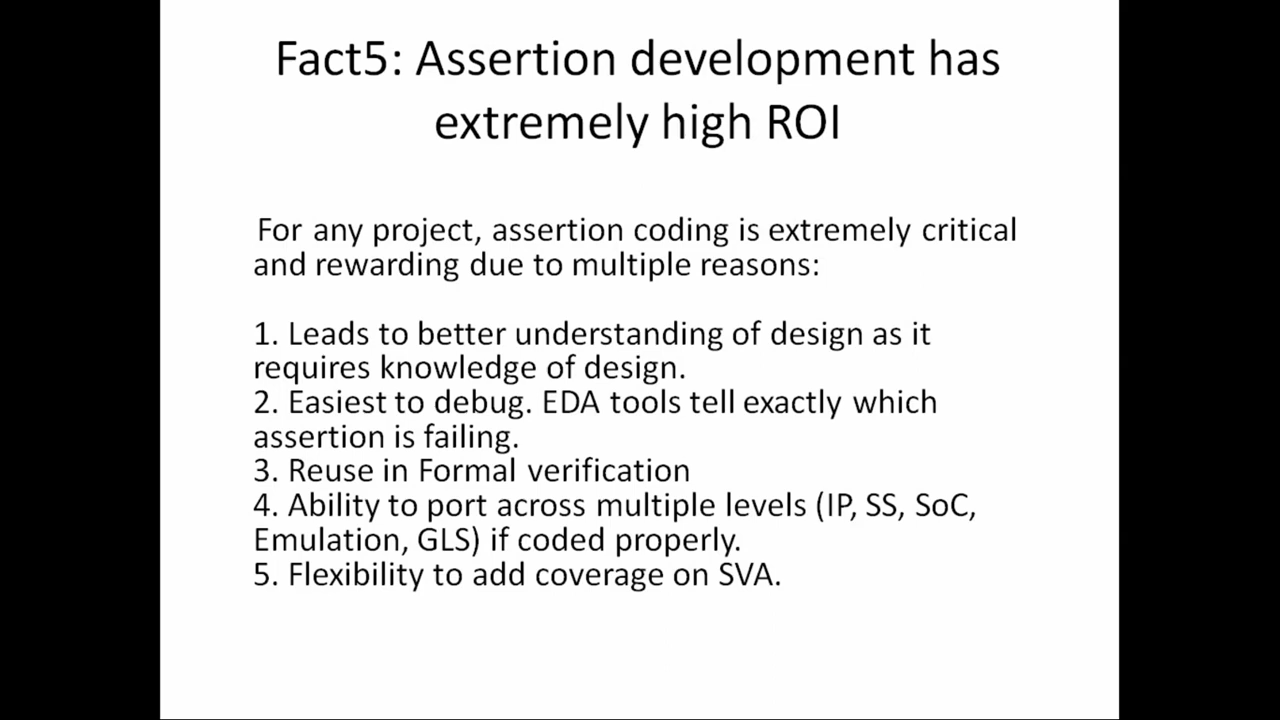 Fact5: Assertion development has
extremely high ROI
For any project, assertion coding is extremely critical
and rewarding due to multiple reasons:
1. Leads to better understanding of design as it
requires knowledge of design.
2. Easiest to debug. EDA tools tell exactly which
assertion is failing.
3. Reuse in Formal verification
4. Ability to port across multiple levels (IP, SS, SoC,
Emulation, GLS) if coded properly.
5. Flexibility to add coverage on SVA.